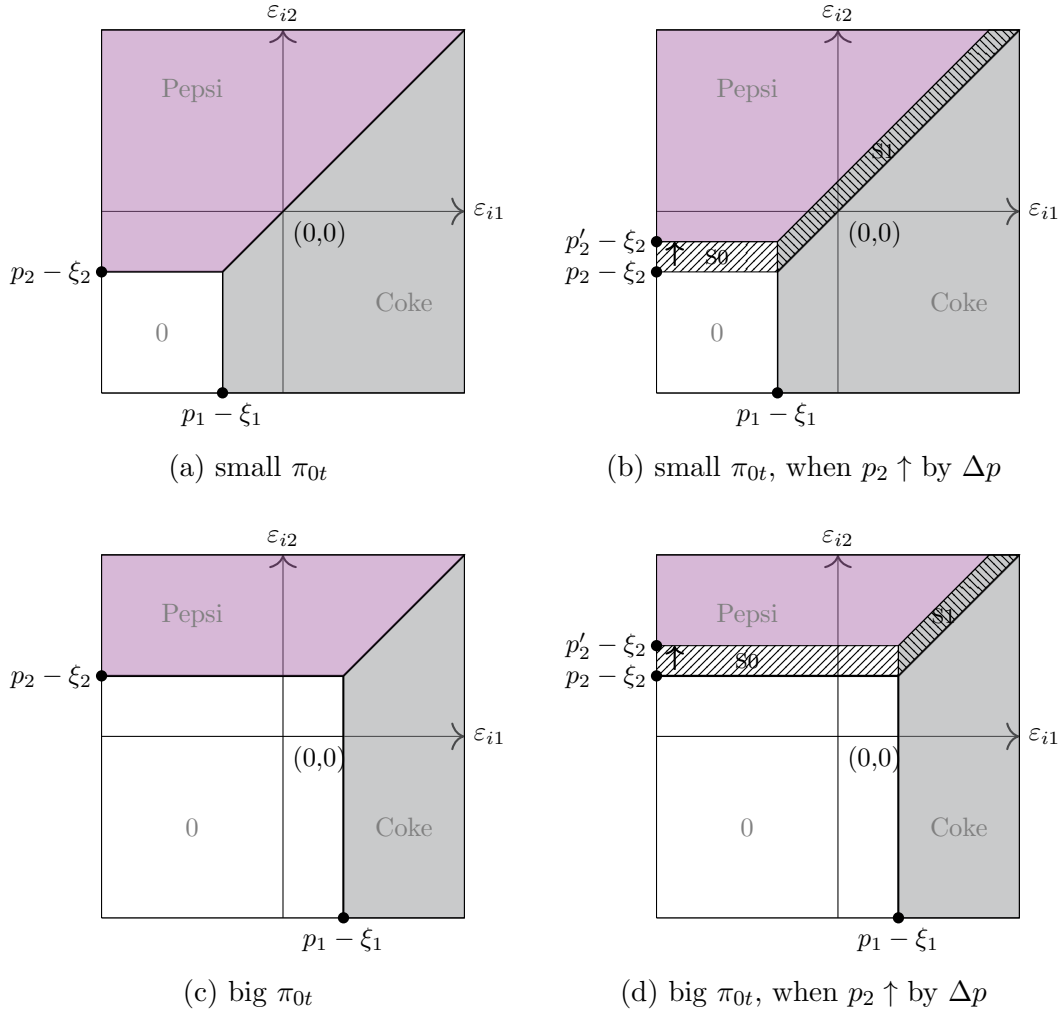 ε_{i2} ε_{i2}
Pepsi Pepsi
S1
ε_{i1} ε_{i1}
(0,0) (0,0)
p′_2 − ξ_2
p_2 − ξ_2 S0
p_2 − ξ_2
Coke Coke
0 0
p_1 − ξ_1 p_1 − ξ_1
(a) small π_{0t} (b) small π_{0t}, when p_2 ↑ by Δp
ε_{i2} ε_{i2}
Pepsi Pepsi S1
p′_2 − ξ_2
S0
p_2 − ξ_2 p_2 − ξ_2
ε_{i1} ε_{i1}
(0,0) (0,0)
0 Coke 0 Coke
p_1 − ξ_1 p_1 − ξ_1
(c) big π_{0t} (d) big π_{0t}, when p_2 ↑ by Δp